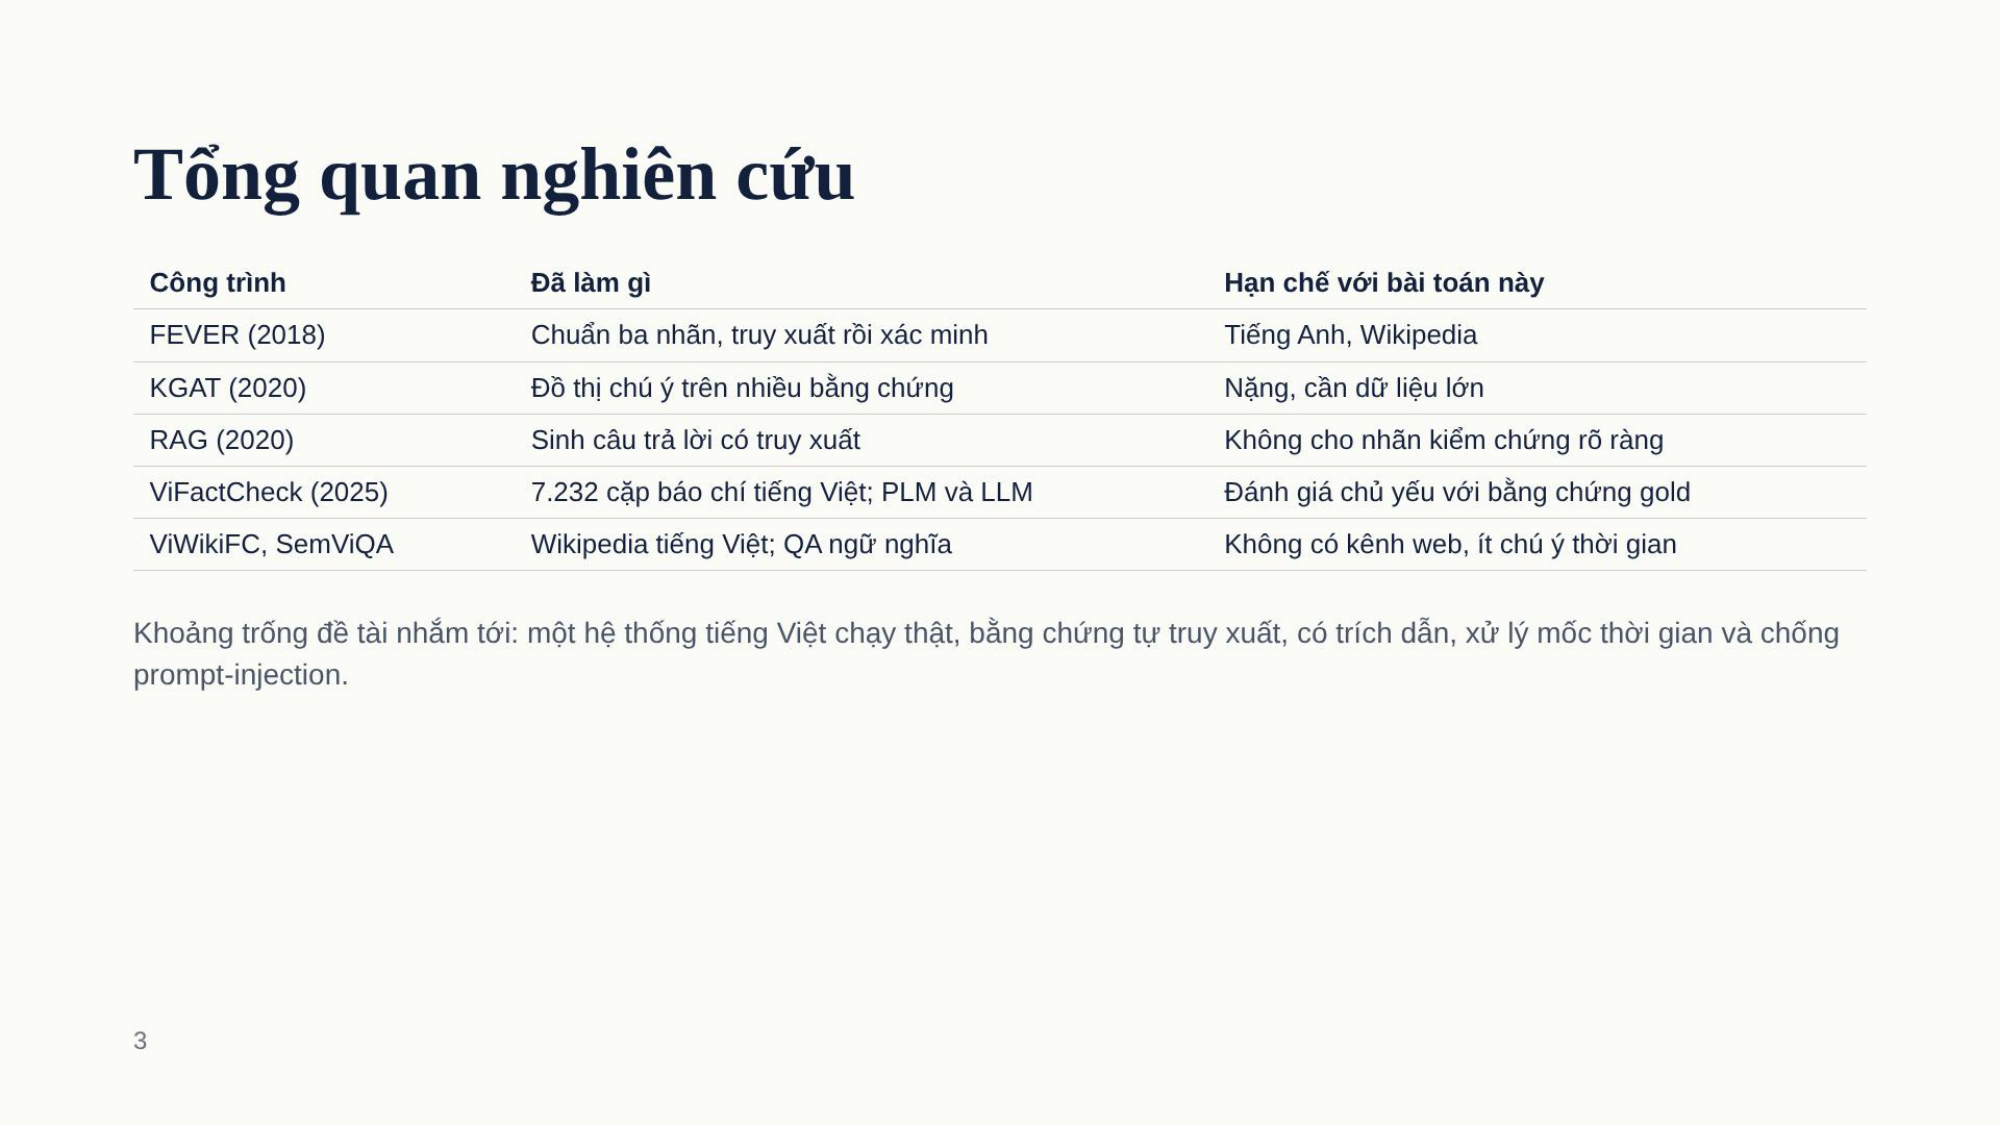 Tổng quan nghiên cứu
Công trình Đã làm gì Hạn chế với bài toán này
FEVER (2018) Chuẩn ba nhãn, truy xuất rồi xác minh Tiếng Anh, Wikipedia
KGAT (2020) Đồ thị chú ý trên nhiều bằng chứng Nặng, cần dữ liệu lớn
RAG (2020) Sinh câu trả lời có truy xuất Không cho nhãn kiểm chứng rõ ràng
ViFactCheck (2025) 7.232 cặp báo chí tiếng Việt; PLM và LLM Đánh giá chủ yếu với bằng chứng gold
ViWikiFC, SemViQA Wikipedia tiếng Việt; QA ngữ nghĩa Không có kênh web, ít chú ý thời gian
Khoảng trống đề tài nhắm tới: một hệ thống tiếng Việt chạy thật, bằng chứng tự truy xuất, có trích dẫn, xử lý mốc thời gian và chống
prompt-injection.
3